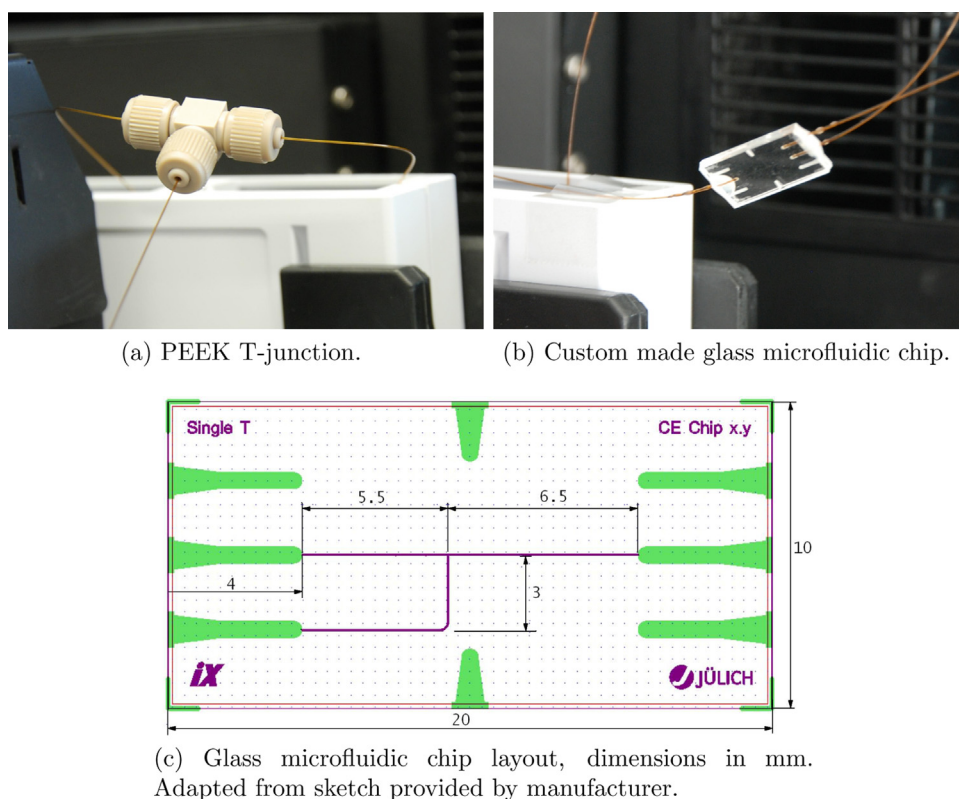 (a) PEEK T-junction.
(b) Custom made glass microfluidic chip.
Single T
CE Chip x.y
5.5
6.5
10
4
3
iX
JÜLICH
20
(c) Glass microfluidic chip layout, dimensions in mm.
Adapted from sketch provided by manufacturer.